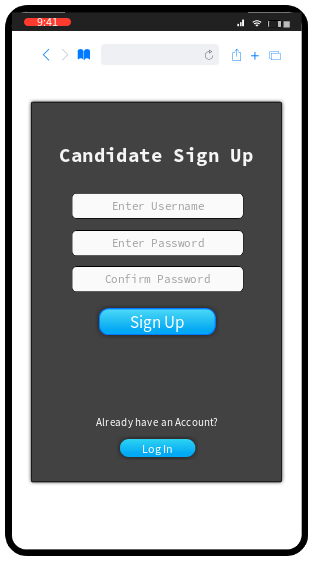 9:41
Candidate Sign Up
Enter Username
Enter Password
Confirm Password
Sign Up
Already have an Account?
Log In